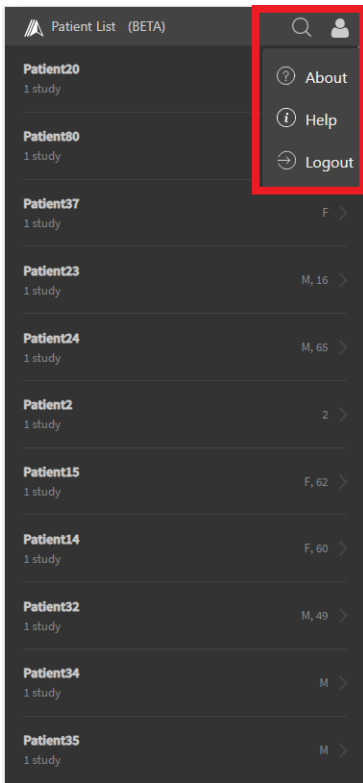 Patient List (BETA)
About
Help
Logout
Patient20
1 study
Patient80
1 study
Patient37
1 study
F
Patient23
1 study
M, 16
Patient24
1 study
M, 65
Patient2
1 study
2
Patient15
1 study
F, 62
Patient14
1 study
F, 60
Patient32
1 study
M, 49
Patient34
1 study
M
Patient35
1 study
M